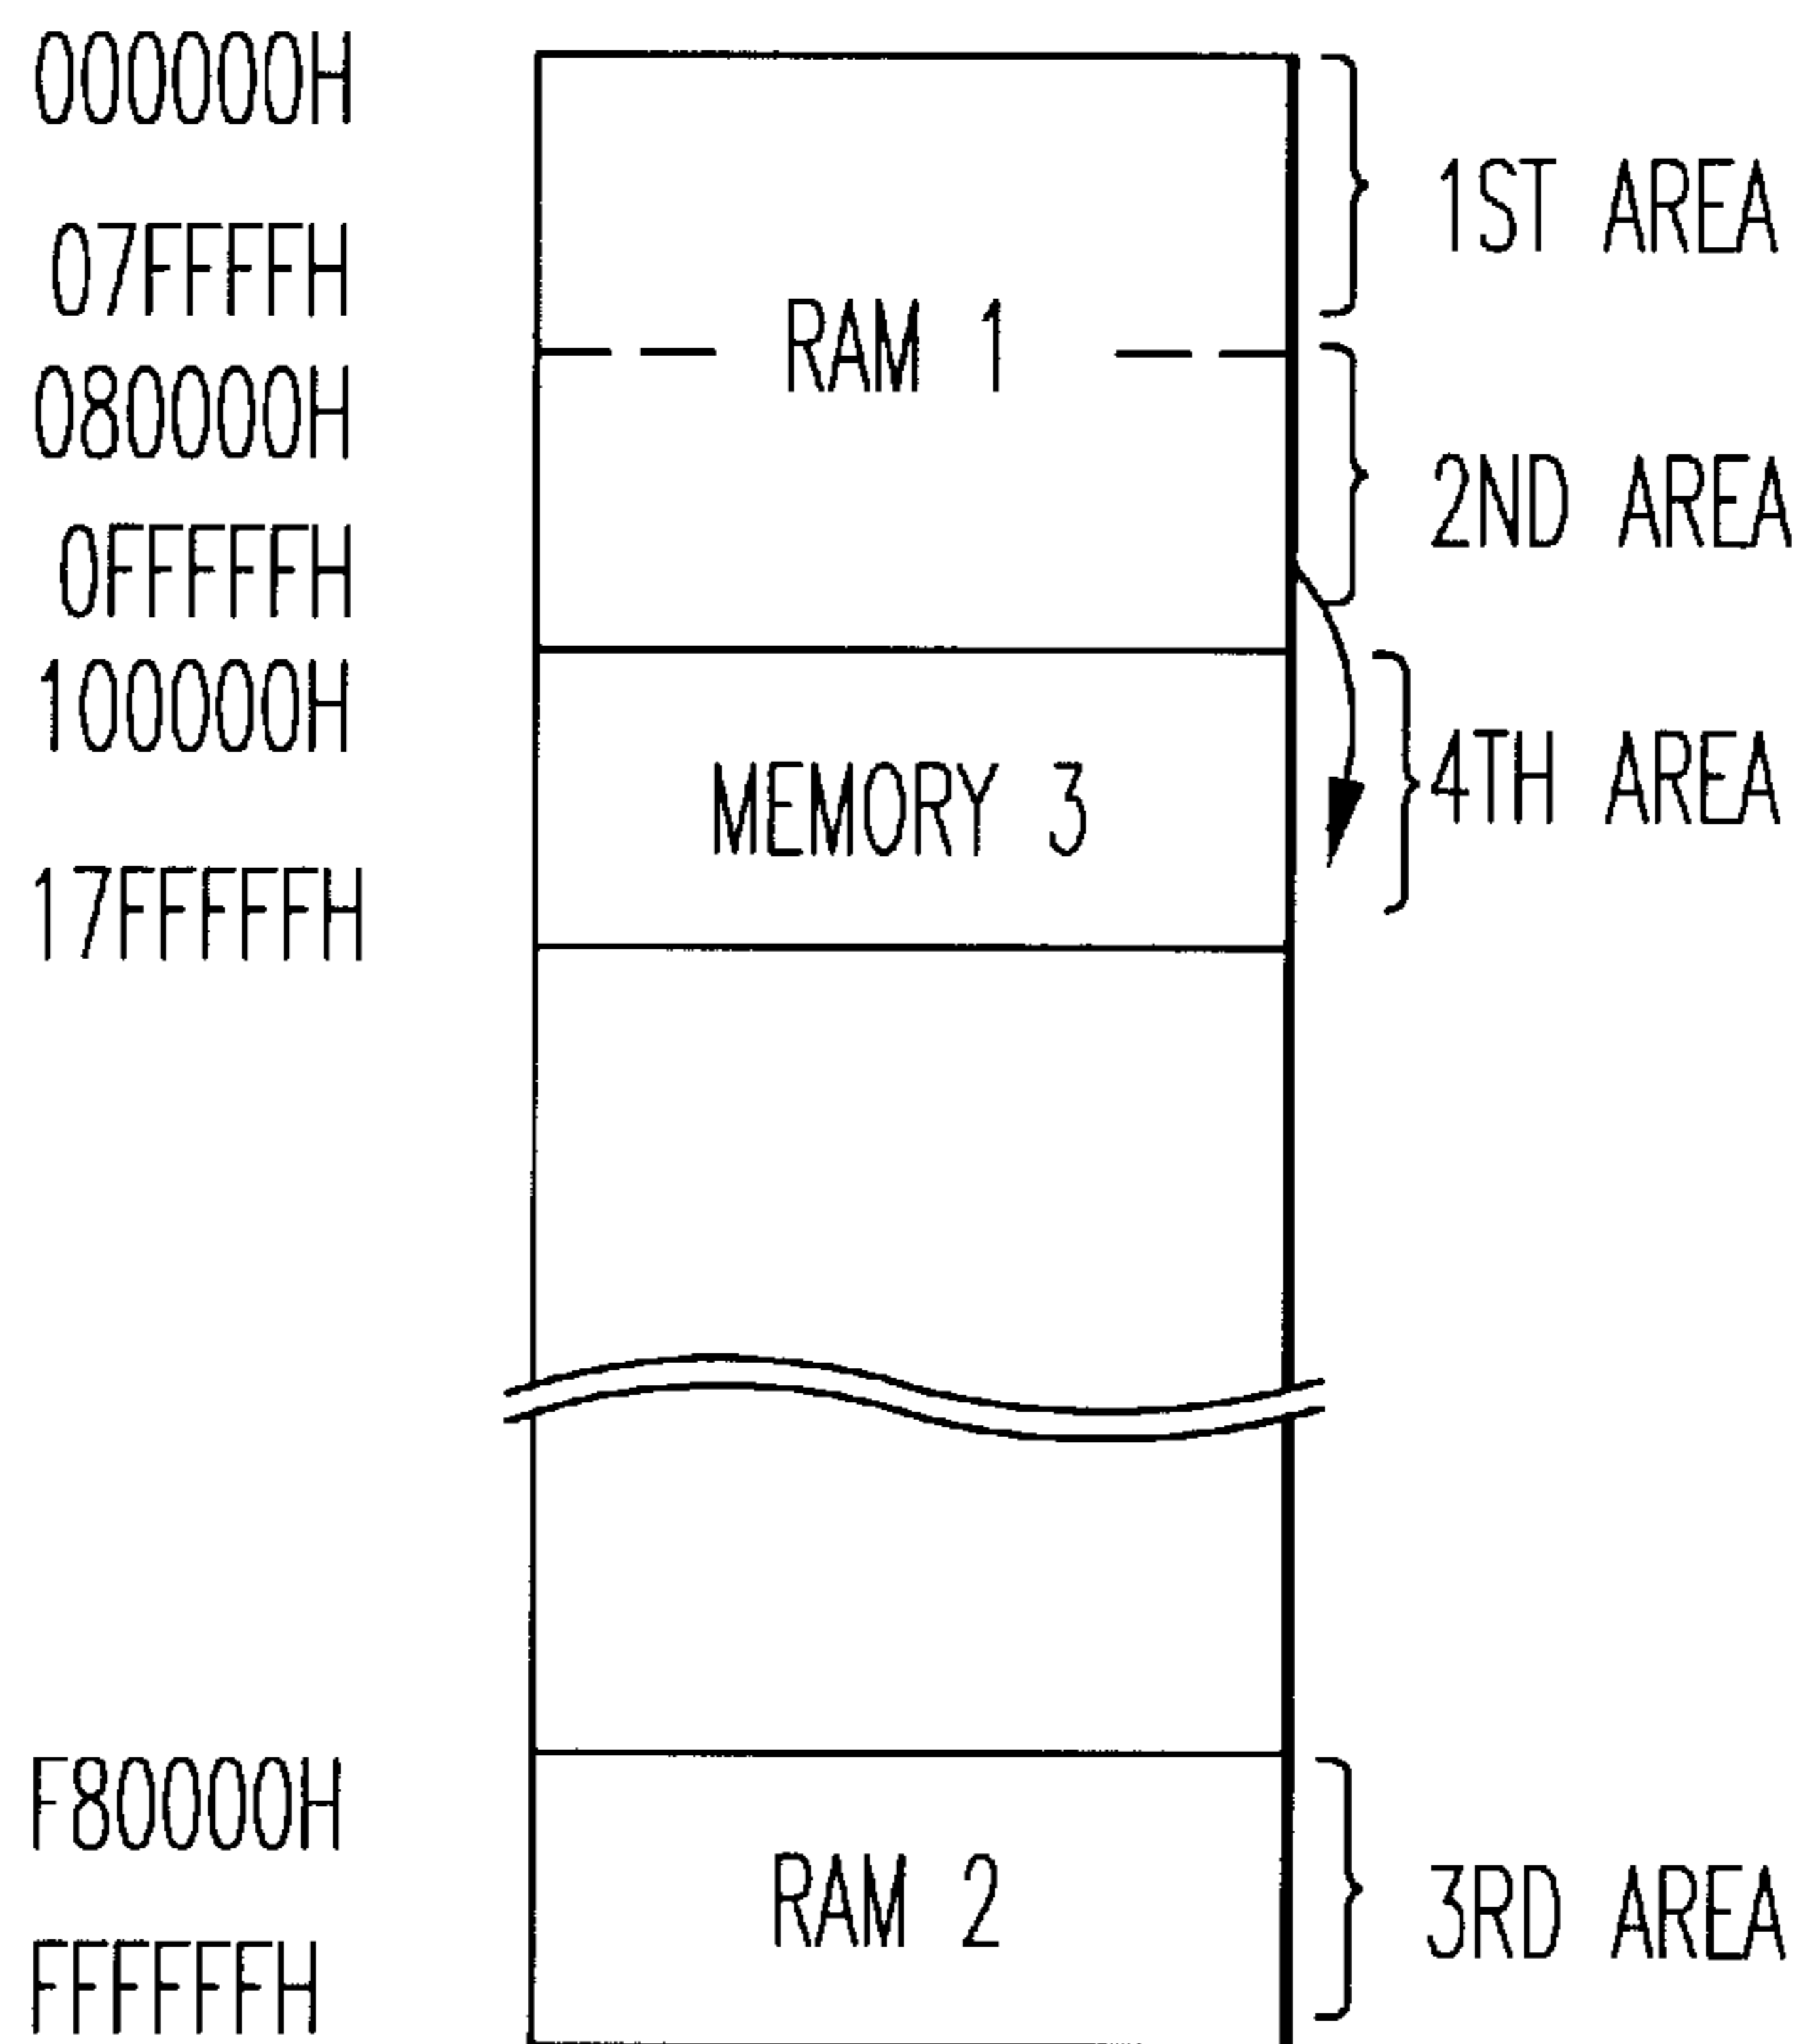 000000H
1ST AREA
07FFFFH
RAM 1
080000H
2ND AREA
0FFFFFH
100000H
MEMORY 3
4TH AREA
17FFFFFH
F80000H
RAM 2
3RD AREA
FFFFFFH